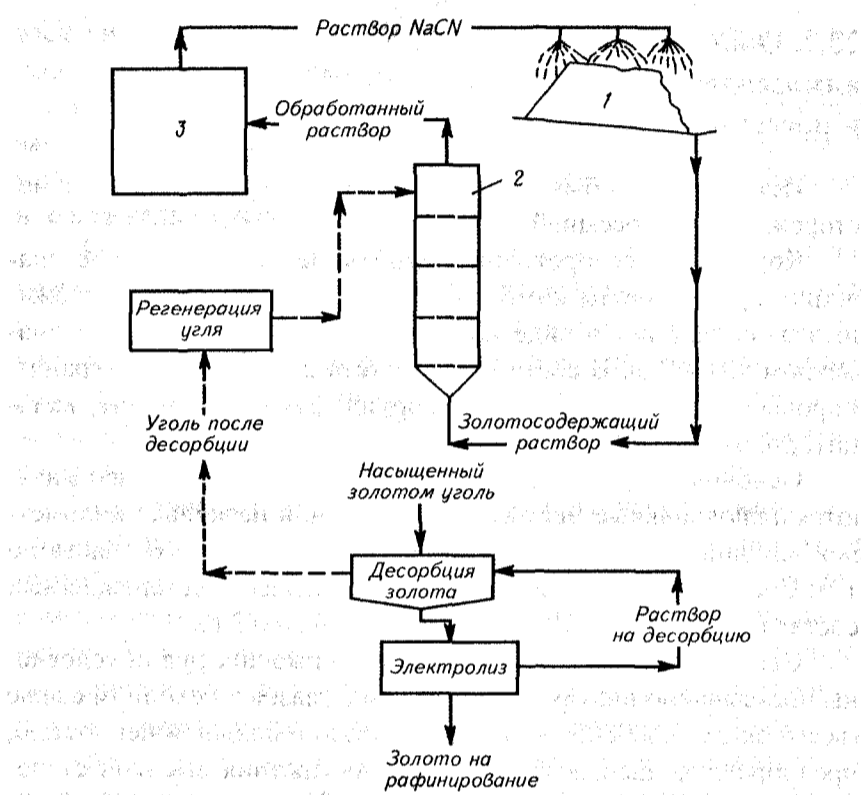 Раствор NaCN
1
Обработанный
раствор
3
2
Регенерация
угля
Уголь после
десорбции
Золотосодержащий
раствор
Насыщенный
золотом уголь
Десорбция
золота
Раствор
на десорбцию
Электролиз
Золото на
рафинирование